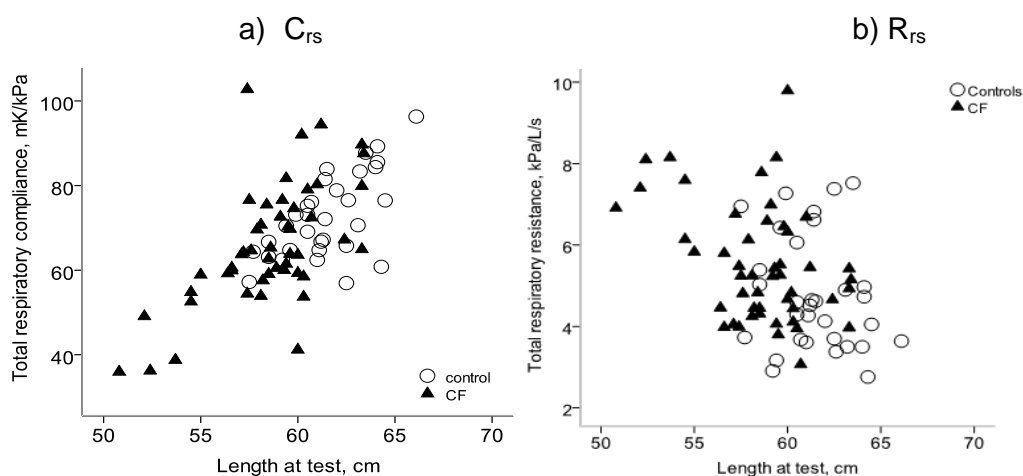 a) Crs
b) Rrs
Total respiratory compliance, mK/kPa
100
80
60
40
control
CF
50 55 60 65 70
Length at test, cm
Total respiratory resistance, kPa/L/s
10
8
6
4
2
Controls
CF
50 55 60 65 70
Length at test, cm